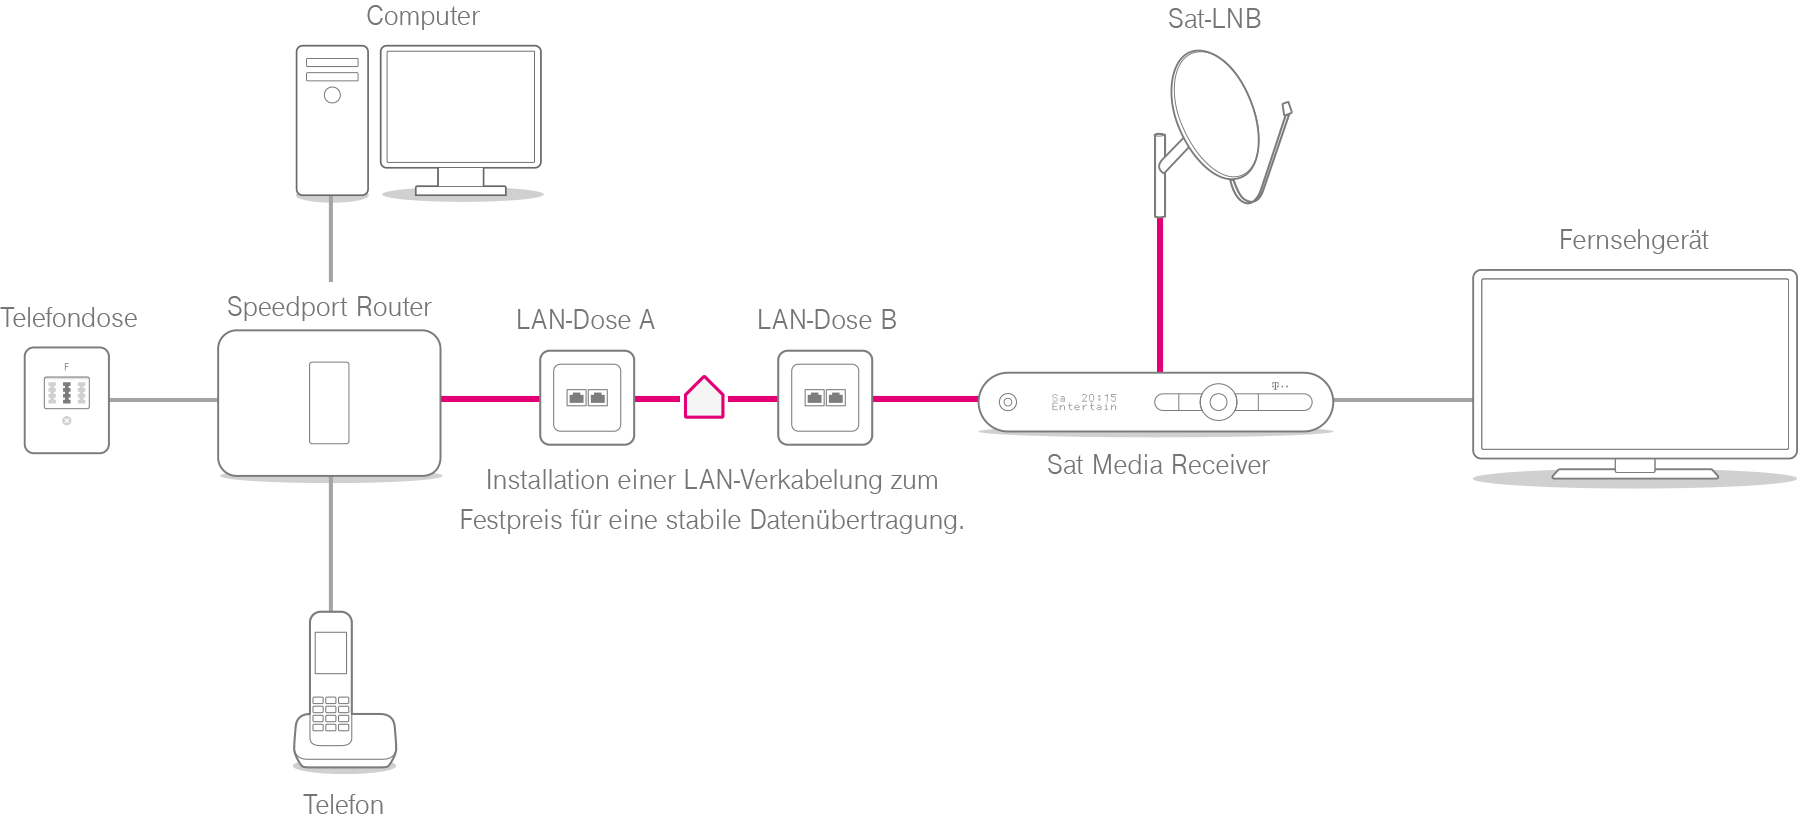 Computer
Sat-LNB
Fernsehgerät
Telefondose
Speedport Router
LAN-Dose A
LAN-Dose B
F
Sa 20:15
Entertain
T··
Sat Media Receiver
Installation einer LAN-Verkabelung zum
Festpreis für eine stabile Datenübertragung.
Telefon